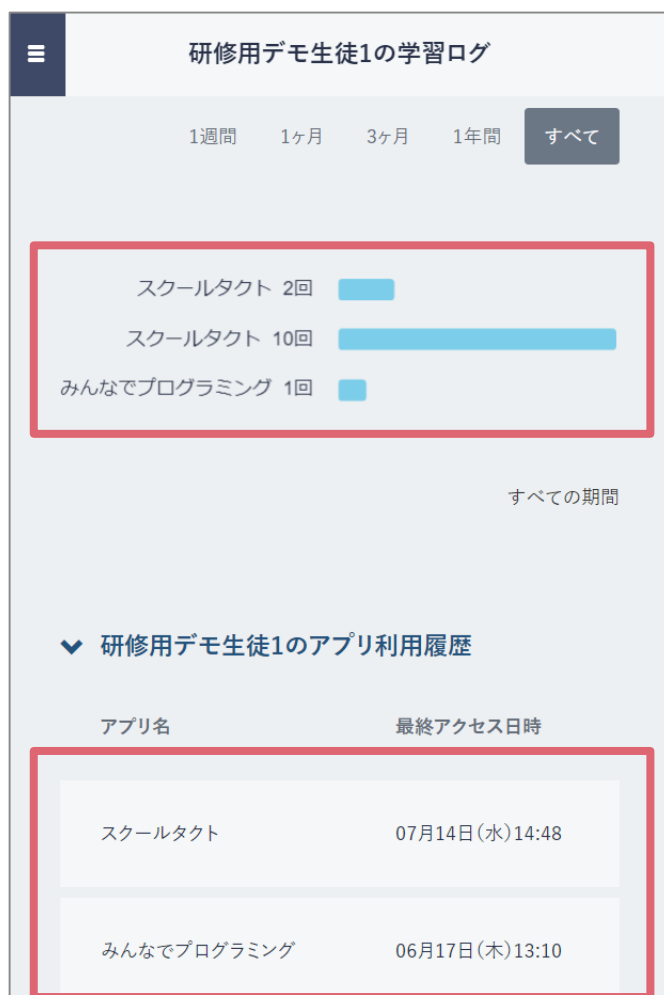 研修用デモ生徒1の学習ログ
1週間 1ヶ月 3ヶ月 1年間 すべて
スクールタクト 2回
スクールタクト 10回
みんなでプログラミング 1回
すべての期間
研修用デモ生徒1のアプリ利用履歴
アプリ名 最終アクセス日時
スクールタクト 07月14日(水)14:48
みんなでプログラミング 06月17日(木)13:10